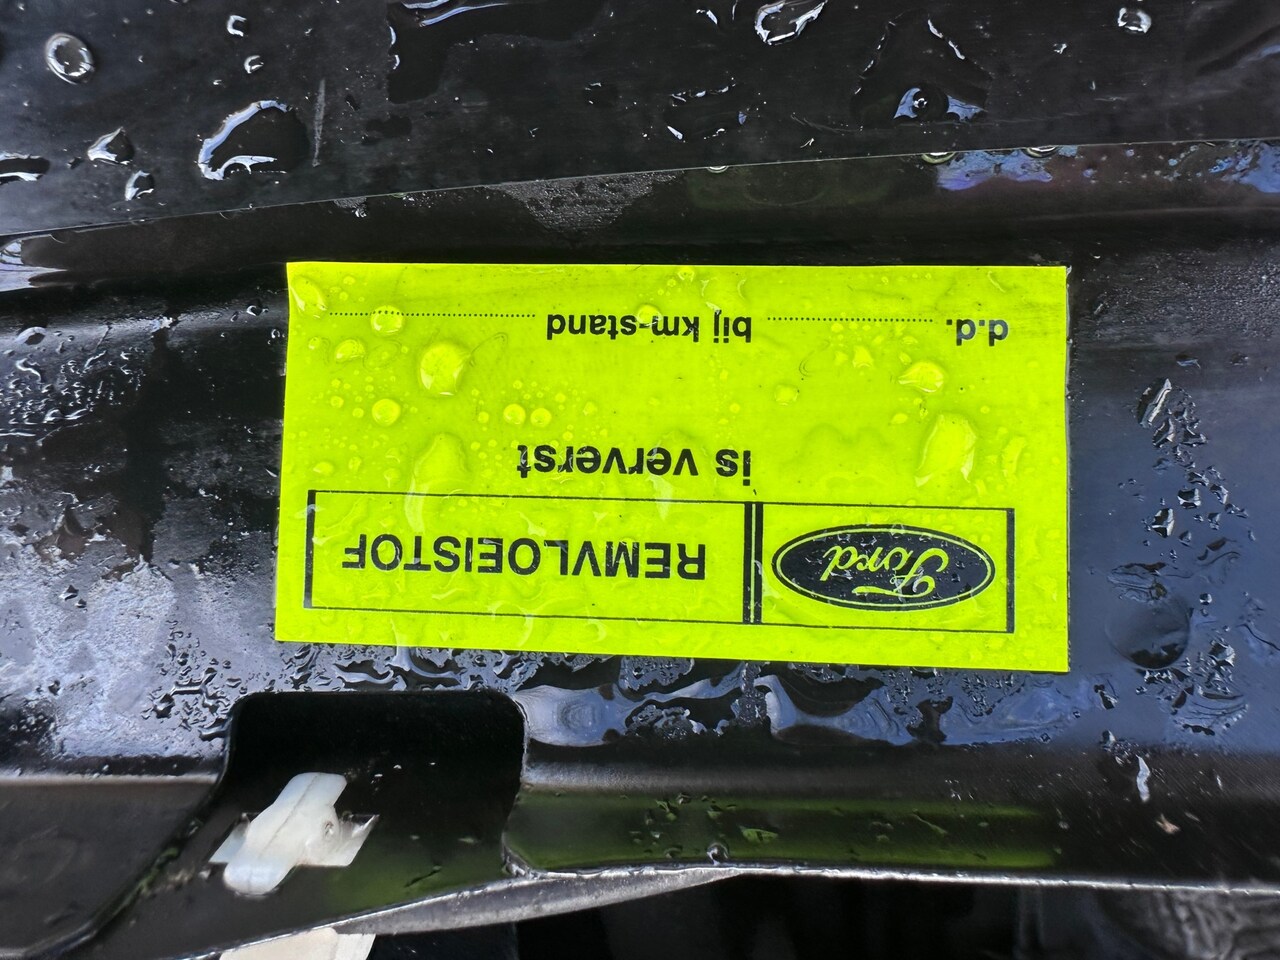 Ford REMVLOEISTOF
is ververst
d.d. .................... bij km-stand ....................